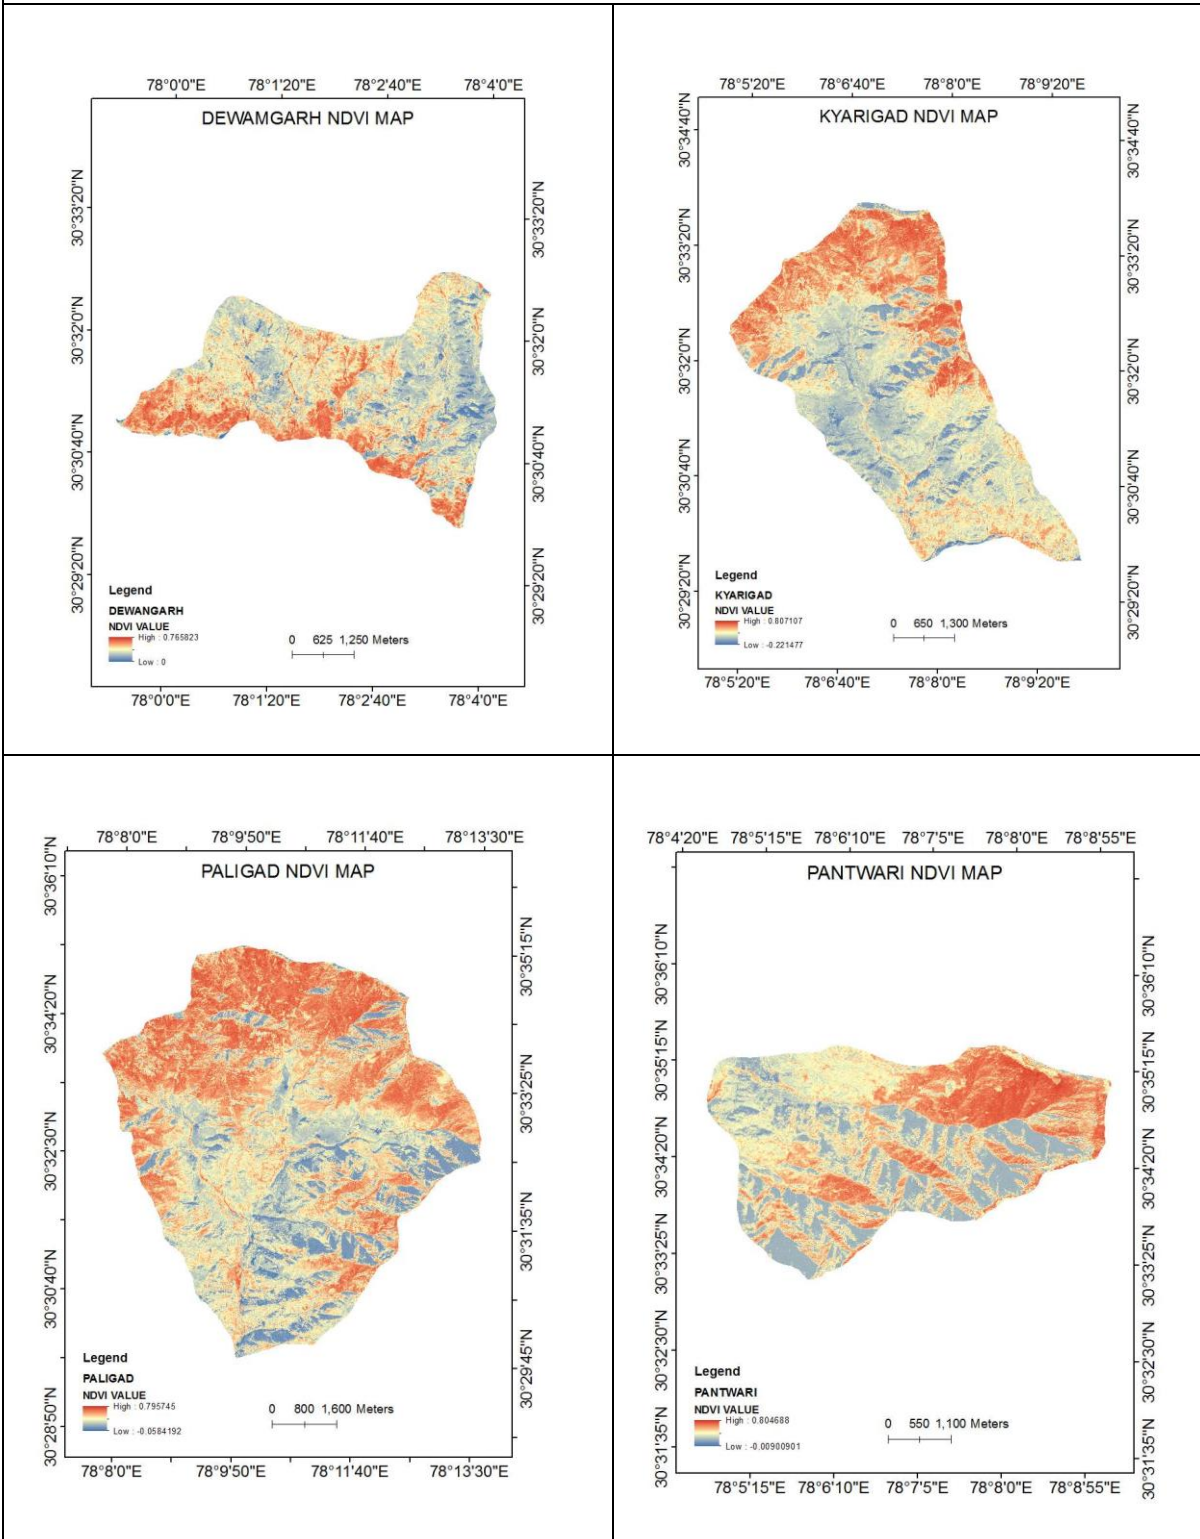 78°0'0"E 78°1'20"E 78°2'40"E 78°4'0"E
DEWAMGARH NDVI MAP
30°33'20"N
30°32'0"N
30°30'40"N
30°29'20"N
30°33'20"N
30°32'0"N
30°30'40"N
30°29'20"N
Legend
DEWANGARH
NDVI VALUE
High : 0.765823
Low : 0
0 625 1,250 Meters
78°0'0"E 78°1'20"E 78°2'40"E 78°4'0"E
78°5'20"E 78°6'40"E 78°8'0"E 78°9'20"E
KYARIGAD NDVI MAP
30°34'40"N
30°33'20"N
30°32'0"N
30°30'40"N
30°29'20"N
30°34'40"N
30°33'20"N
30°32'0"N
30°30'40"N
30°29'20"N
Legend
KYARIGAD
NDVI VALUE
High : 0.807107
Low : -0.221477
0 650 1,300 Meters
78°5'20"E 78°6'40"E 78°8'0"E 78°9'20"E
78°8'0"E 78°9'50"E 78°11'40"E 78°13'30"E
PALIGAD NDVI MAP
30°36'10"N
30°34'20"N
30°32'30"N
30°30'40"N
30°28'50"N
30°35'15"N
30°33'25"N
30°31'35"N
30°29'45"N
Legend
PALIGAD
NDVI VALUE
High : 0.795745
Low : -0.0584192
0 800 1,600 Meters
78°8'0"E 78°9'50"E 78°11'40"E 78°13'30"E
78°4'20"E 78°5'15"E 78°6'10"E 78°7'5"E 78°8'0"E 78°8'55"E
PANTWARI NDVI MAP
30°36'10"N
30°35'15"N
30°34'20"N
30°33'25"N
30°32'30"N
30°31'35"N
30°36'10"N
30°35'15"N
30°34'20"N
30°33'25"N
30°32'30"N
30°31'35"N
Legend
PANTWARI
NDVI VALUE
High : 0.804688
Low : -0.00900901
0 550 1,100 Meters
78°5'15"E 78°6'10"E 78°7'5"E 78°8'0"E 78°8'55"E